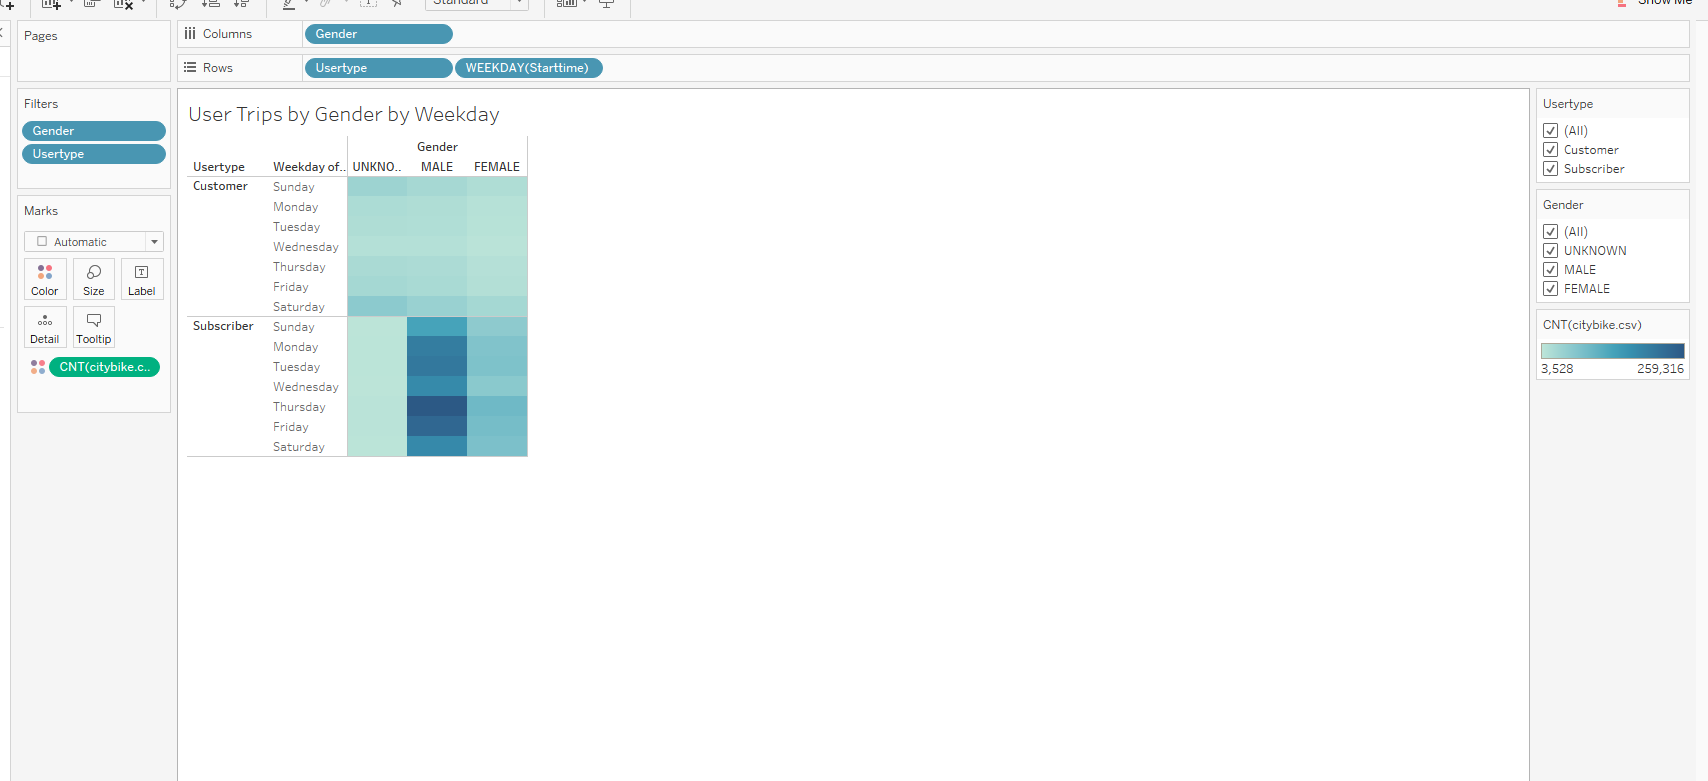 Standard
Show Me
Pages
Columns
Gender
Rows
Usertype
WEEKDAY(Starttime)
Filters
Gender
Usertype
Marks
Automatic
Color
Size
Label
Detail
Tooltip
CNT(citybike.c..
User Trips by Gender by Weekday
Gender
Usertype Weekday of.. UNKNO.. MALE FEMALE
Customer Sunday
Monday
Tuesday
Wednesday
Thursday
Friday
Saturday
Subscriber Sunday
Monday
Tuesday
Wednesday
Thursday
Friday
Saturday
Usertype
(All)
Customer
Subscriber
Gender
(All)
UNKNOWN
MALE
FEMALE
CNT(citybike.csv)
3,528 259,316